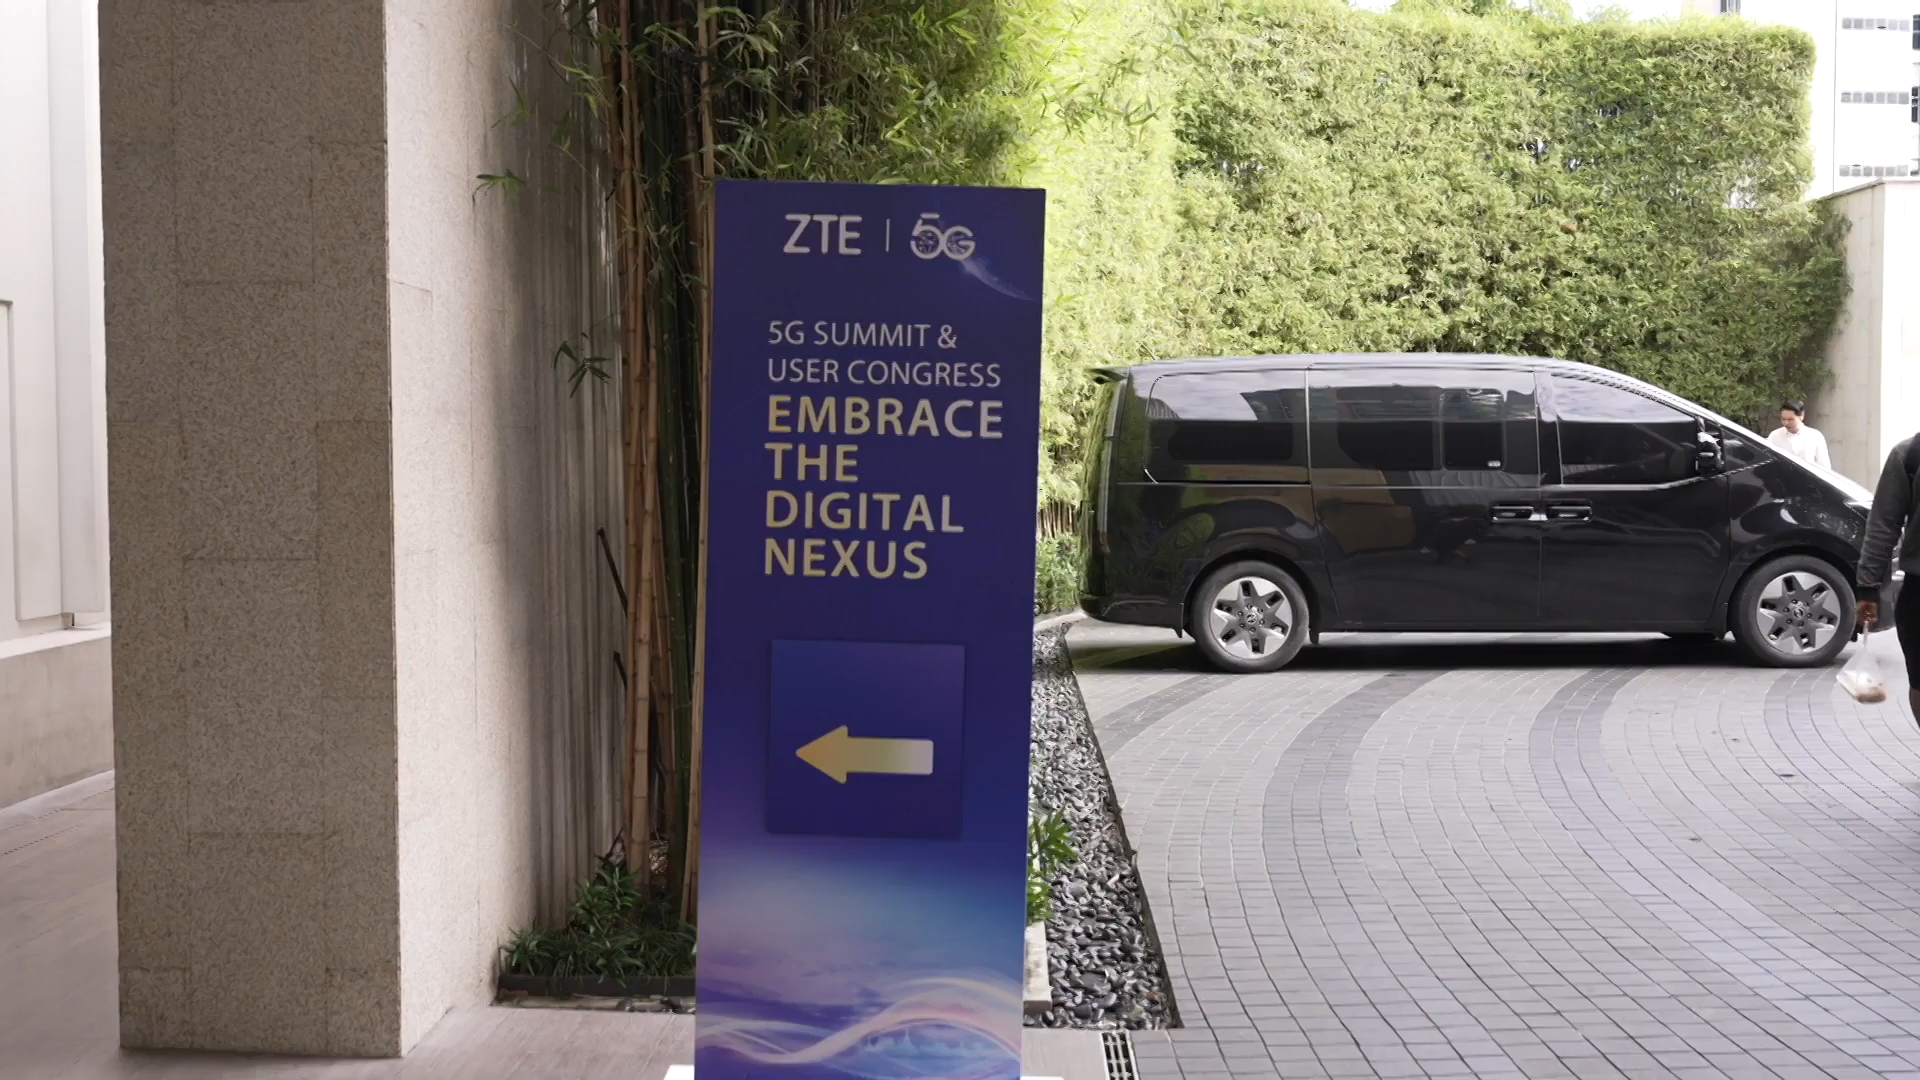 ZTE | 5G
5G SUMMIT &
USER CONGRESS
EMBRACE
THE
DIGITAL
NEXUS